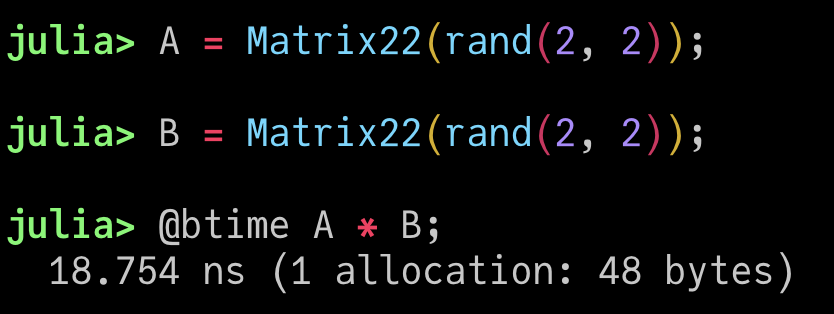 julia> A = Matrix22(rand(2, 2));
julia> B = Matrix22(rand(2, 2));
julia> @btime A * B;
18.754 ns (1 allocation: 48 bytes)